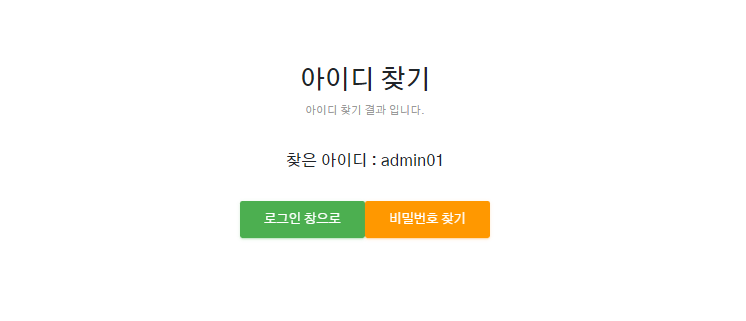 아이디 찾기
아이디 찾기 결과 입니다.
찾은 아이디 : admin01
로그인 창으로 비밀번호 찾기